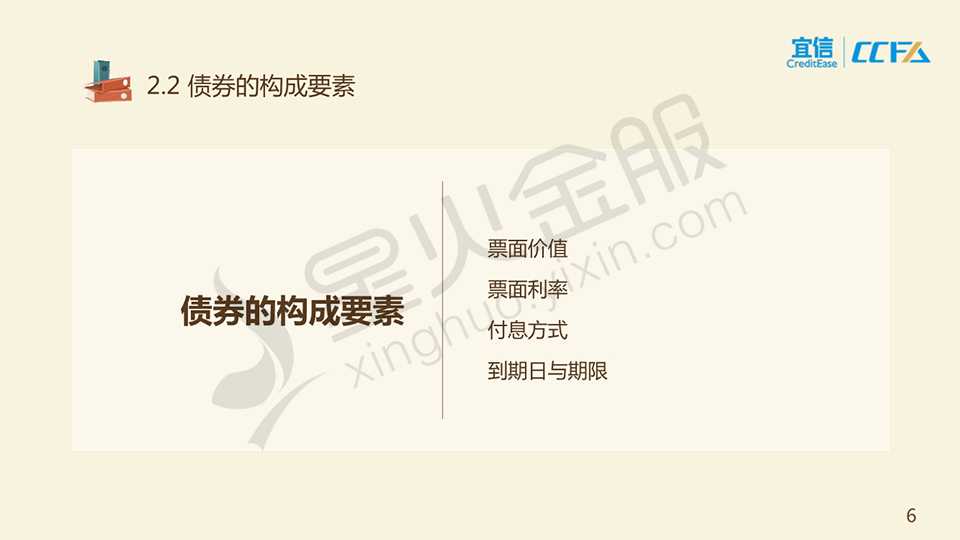 宜信
CreditEase
CCFA
2.2 债券的构成要素
星火金服
xinghuo.yixin.com
债券的构成要素
票面价值
票面利率
付息方式
到期日与期限
6